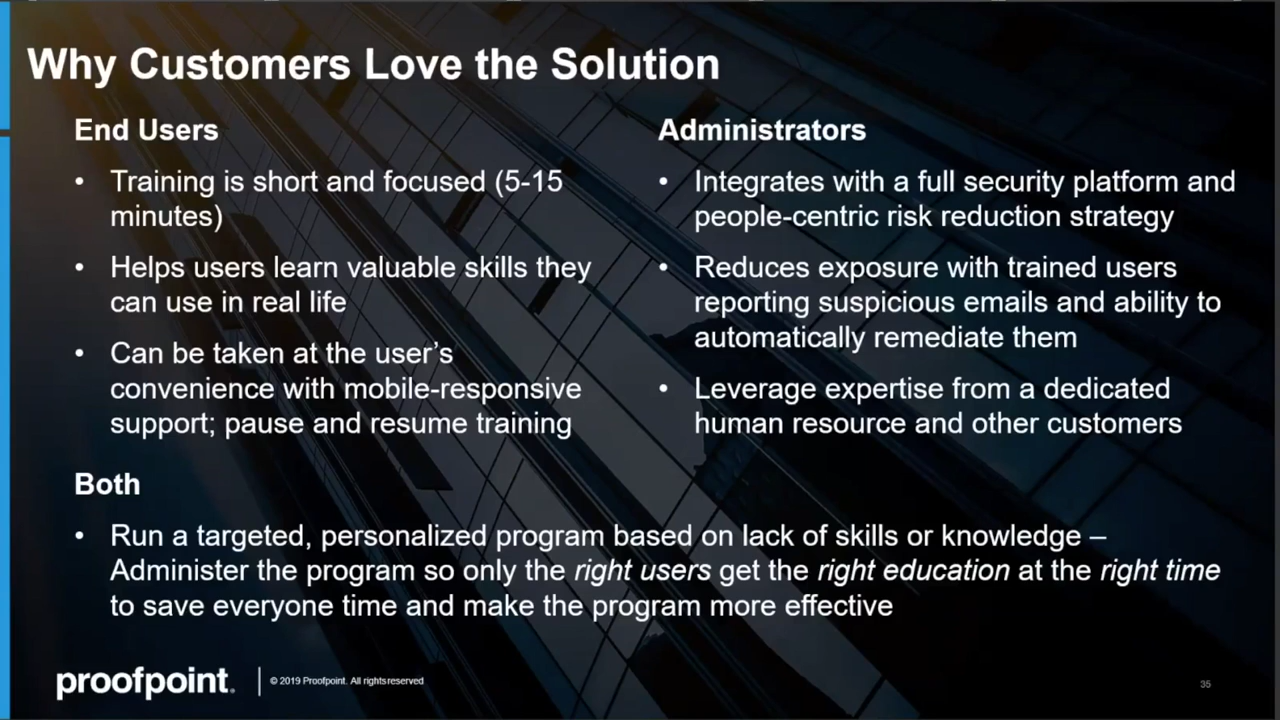 Why Customers Love the Solution
End Users
• Training is short and focused (5-15
minutes)
• Helps users learn valuable skills they
can use in real life
• Can be taken at the user’s
convenience with mobile-responsive
support; pause and resume training
Administrators
• Integrates with a full security platform and
people-centric risk reduction strategy
• Reduces exposure with trained users
reporting suspicious emails and ability to
automatically remediate them
• Leverage expertise from a dedicated
human resource and other customers
Both
• Run a targeted, personalized program based on lack of skills or knowledge –
Administer the program so only the right users get the right education at the right time
to save everyone time and make the program more effective
proofpoint.
© 2019 Proofpoint. All rights reserved
35